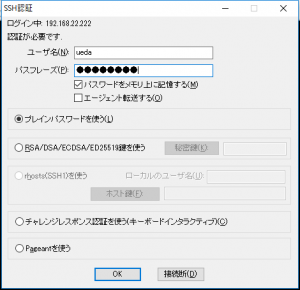 SSH認証
ログイン中: 192.168.22.222
認証が必要です.
ユーザ名(N): ueda
パスフレーズ(P): ●●●●●●●●
パスワードをメモリ上に記憶する(M)
エージェント転送する(O)
プレインパスワードを使う(L)
RSA/DSA/ECDSA/ED25519鍵を使う 秘密鍵(K)
rhosts(SSH1)を使う ローカルのユーザ名(U):
ホスト鍵(F):
チャレンジレスポンス認証を使う(キーボードインタラクティブ)(C)
Pageantを使う
OK 接続断(D)